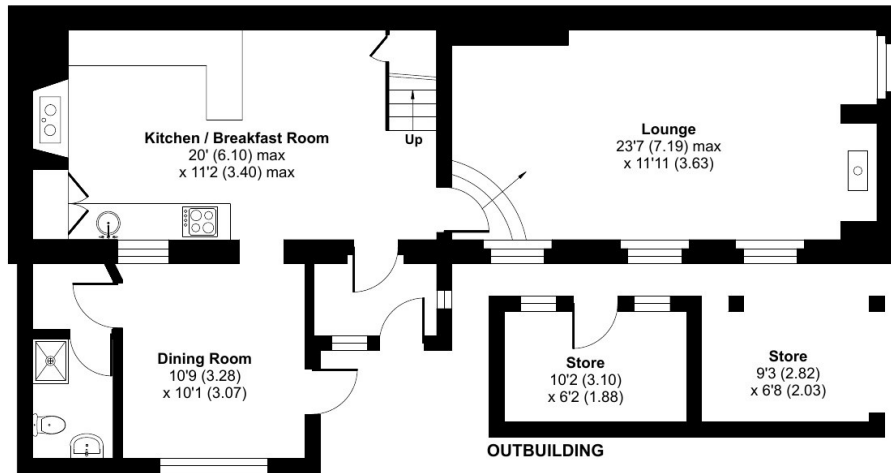 Kitchen / Breakfast Room
20' (6.10) max
x 11'2 (3.40) max
Up
Lounge
23'7 (7.19) max
x 11'11 (3.63)
Dining Room
10'9 (3.28)
x 10'1 (3.07)
Store
10'2 (3.10)
x 6'2 (1.88)
Store
9'3 (2.82)
x 6'8 (2.03)
OUTBUILDING